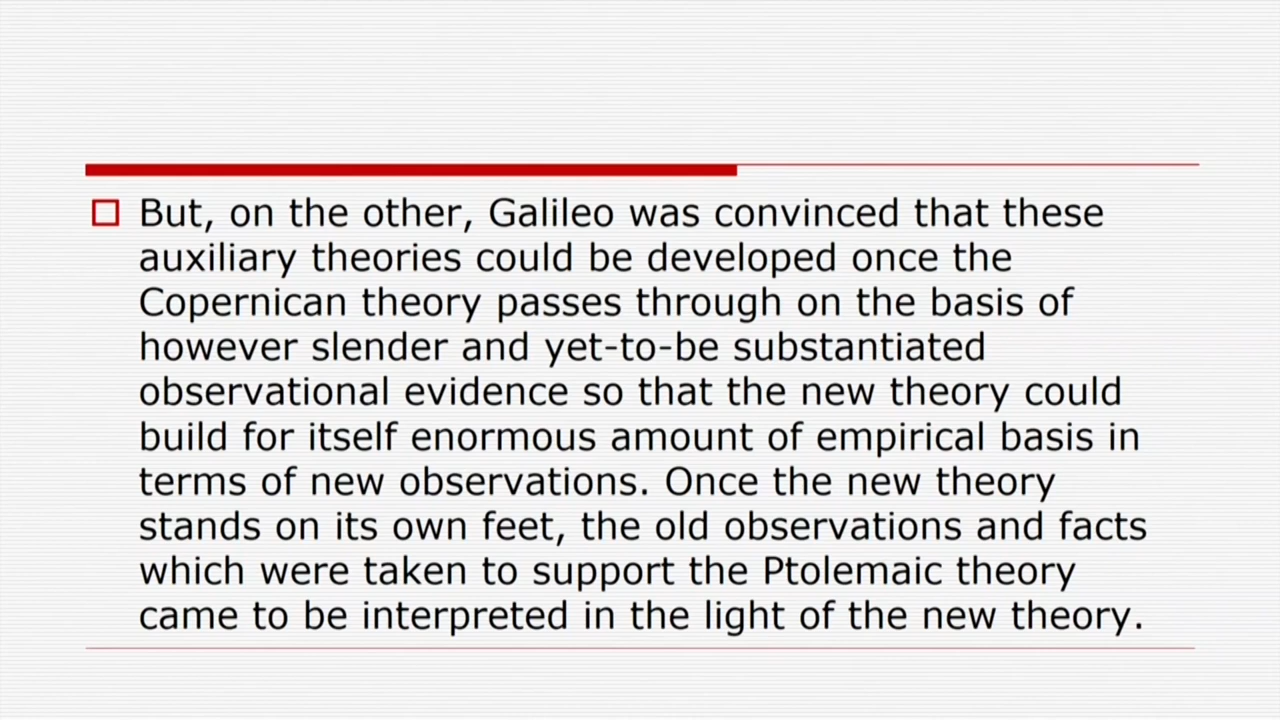 But, on the other, Galileo was convinced that these
auxiliary theories could be developed once the
Copernican theory passes through on the basis of
however slender and yet-to-be substantiated
observational evidence so that the new theory could
build for itself enormous amount of empirical basis in
terms of new observations. Once the new theory
stands on its own feet, the old observations and facts
which were taken to support the Ptolemaic theory
came to be interpreted in the light of the new theory.